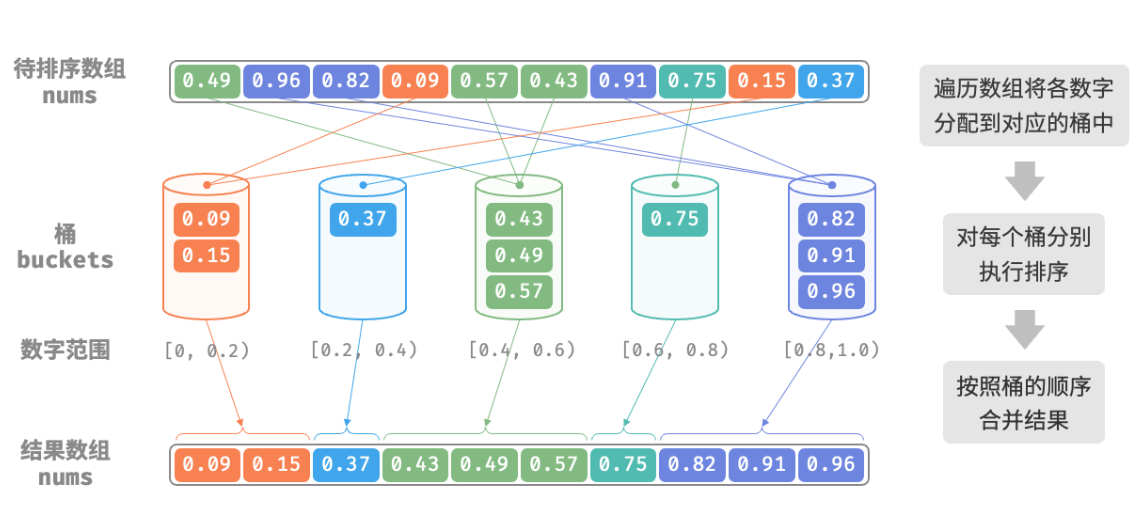 待排序数组
nums
0.49 0.96 0.82 0.09 0.57 0.43 0.91 0.75 0.15 0.37
桶
buckets
0.09
0.15
0.37
0.43
0.49
0.57
0.75
0.82
0.91
0.96
数字范围
[0, 0.2) [0.2, 0.4) [0.4, 0.6) [0.6, 0.8) [0.8,1.0)
结果数组
nums
0.09 0.15 0.37 0.43 0.49 0.57 0.75 0.82 0.91 0.96
遍历数组将各数字
分配到对应的桶中
对每个桶分别
执行排序
按照桶的顺序
合并结果